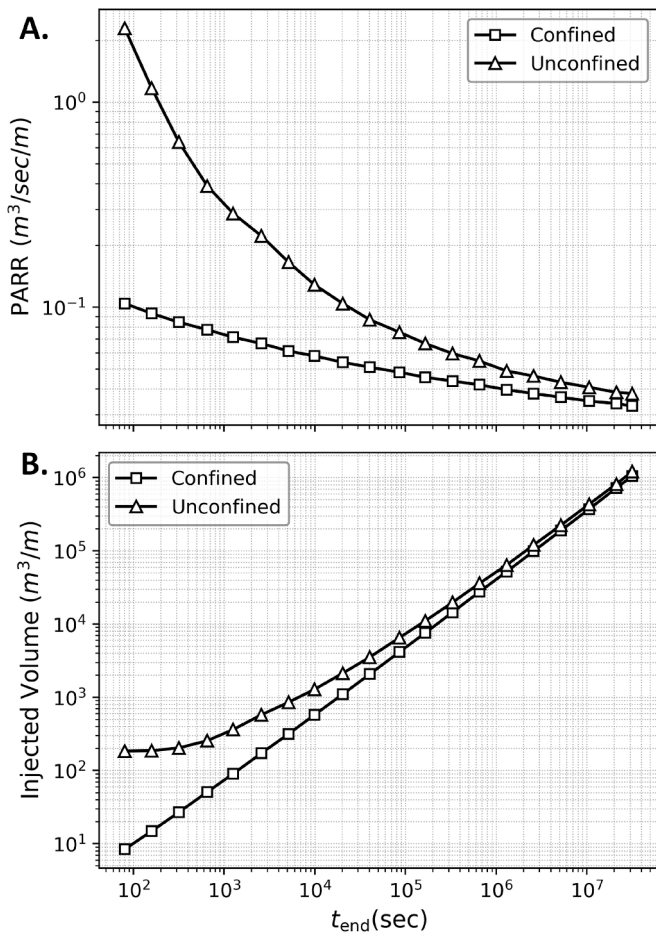 A.
Confined
Unconfined
PARR (m³/sec/m)
10⁰
10⁻¹
B.
Confined
Unconfined
Injected Volume (m³/m)
10⁶
10⁵
10⁴
10³
10²
10¹
10² 10³ 10⁴ 10⁵ 10⁶ 10⁷
t_end(sec)